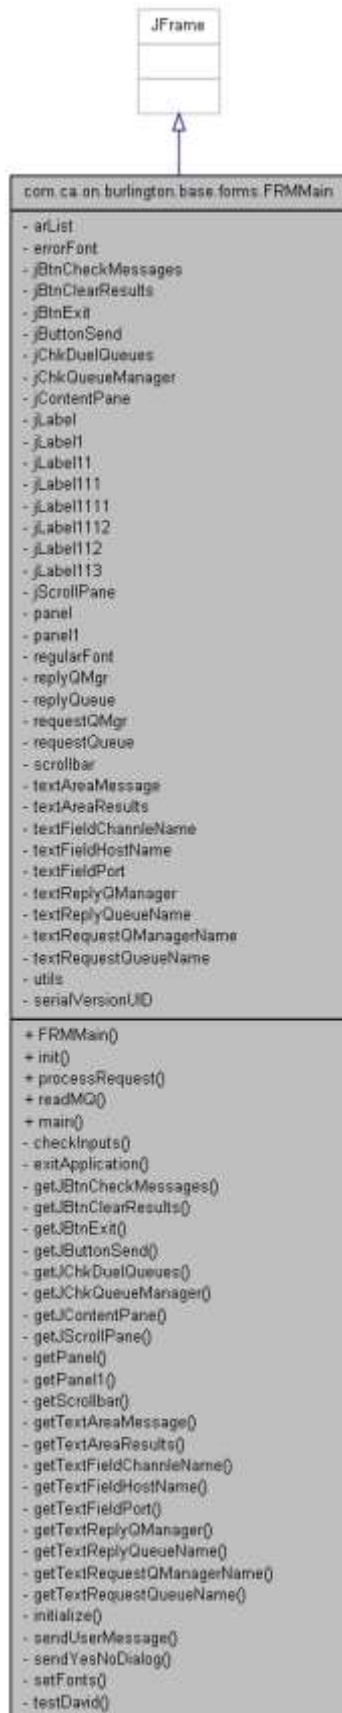 JFrame
com.ca.on.burlington.base.forms.FRMMain
- arList
- errorFont
- jBtnCheckMessages
- jBtnClearResults
- jBtnExit
- jButtonSend
- jChkDuelQueues
- jChkQueueManager
- jContentPane
- jLabel
- jLabel1
- jLabel11
- jLabel111
- jLabel1111
- jLabel1112
- jLabel112
- jLabel113
- jScrollPane
- panel
- panel1
- regularFont
- replyQMgr
- replyQueue
- requestQMgr
- requestQueue
- scrollbar
- textAreaMessage
- textAreaResults
- textFieldChannleName
- textFieldHostName
- textFieldPort
- textReplyQManager
- textReplyQueueName
- textRequestQManagerName
- textRequestQueueName
- utils
- serialVersionUID
+ FRMMain()
+ init()
+ processRequest()
+ readMQ()
+ main()
- checkInputs()
- exitApplication()
- getJBtnCheckMessages()
- getJBtnClearResults()
- getJBtnExit()
- getJButtonSend()
- getJChkDuelQueues()
- getJChkQueueManager()
- getJContentPane()
- getJScrollPane()
- getPanel()
- getPanel1()
- getScrollbar()
- getTextAreaMessage()
- getTextAreaResults()
- getTextFieldChannleName()
- getTextFieldHostName()
- getTextFieldPort()
- getTextReplyQManager()
- getTextReplyQueueName()
- getTextRequestQManagerName()
- getTextRequestQueueName()
- initialize()
- sendUserMessage()
- sendYesNoDialog()
- setFonts()
- testDavid()